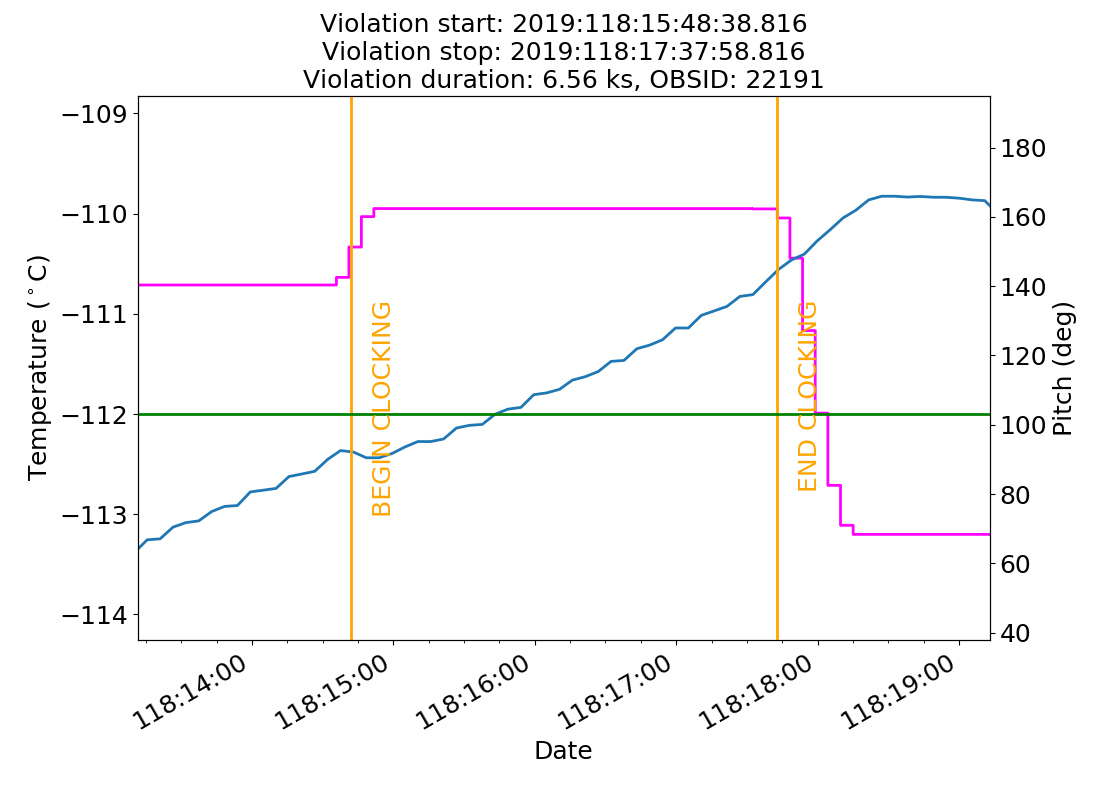 Violation start: 2019:118:15:48:38.816
Violation stop: 2019:118:17:37:58.816
Violation duration: 6.56 ks, OBSID: 22191
−109
−110
−111
−112
−113
−114
Temperature (°C)
BEGIN CLOCKING
END CLOCKING
180
160
140
120
100
80
60
40
Pitch (deg)
118:14:00
118:15:00
118:16:00
118:17:00
118:18:00
118:19:00
Date